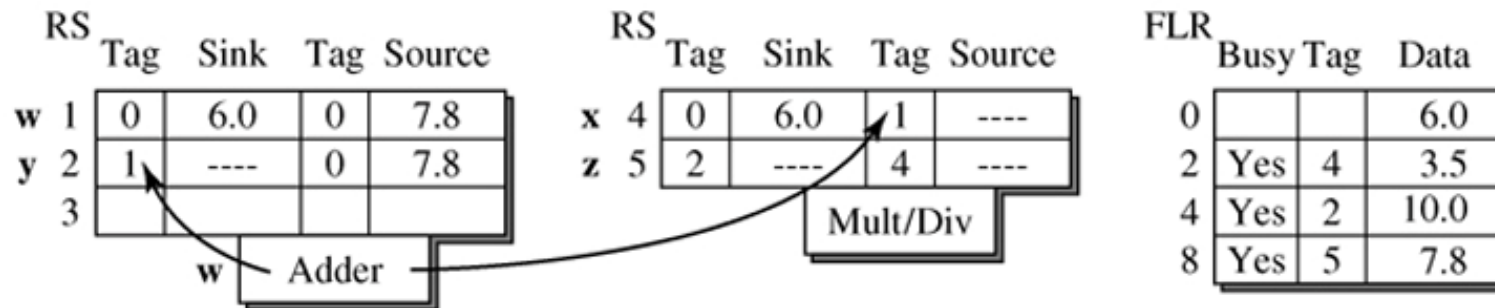 RS Tag Sink Tag Source RS Tag Sink Tag Source FLR Busy Tag Data
w 1 0 6.0 0 7.8 x 4 0 6.0 1 ---- 0 6.0
y 2 1 ---- 0 7.8 z 5 2 ---- 4 ---- 2 Yes 4 3.5
3 Mult/Div 4 Yes 2 10.0
w Adder 8 Yes 5 7.8